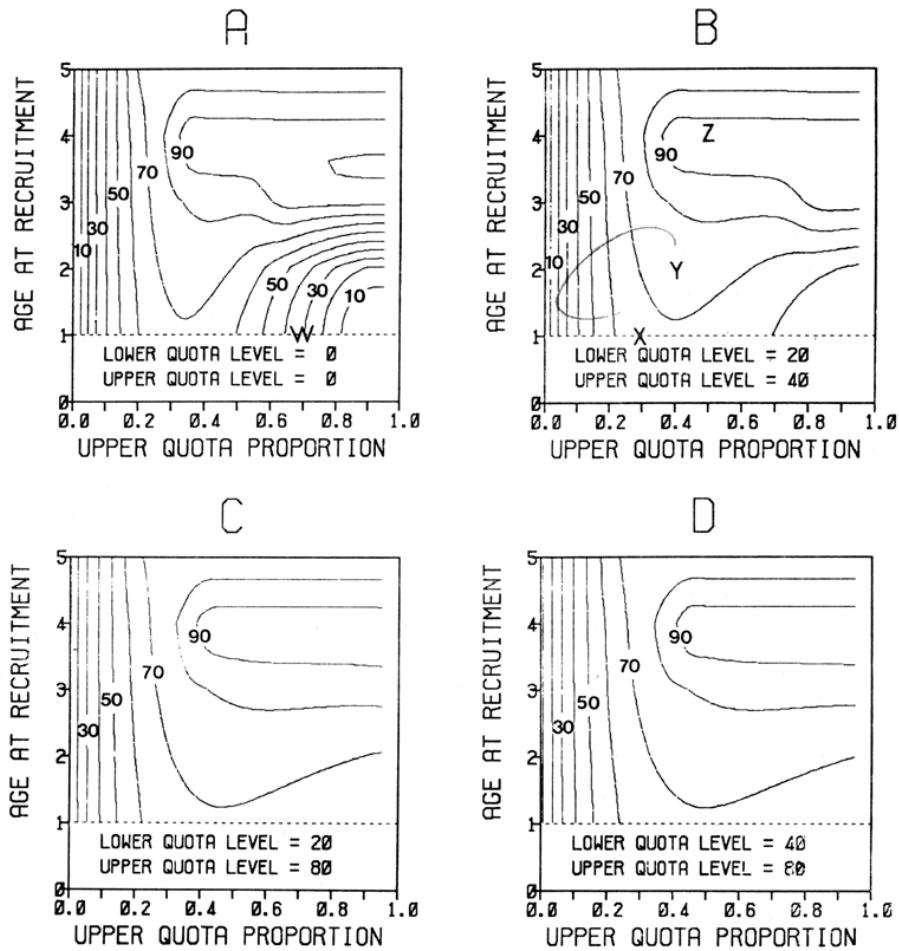 A
AGE AT RECRUITMENT
5
4
3
2
1
0
90
70
50
30
10
50
30
10
W
LOWER QUOTA LEVEL = 0
UPPER QUOTA LEVEL = 0
0.0 0.2 0.4 0.6 0.8 1.0
UPPER QUOTA PROPORTION
B
AGE AT RECRUITMENT
5
4
3
2
1
0
Z
90
70
50
30
10
Y
X
LOWER QUOTA LEVEL = 20
UPPER QUOTA LEVEL = 40
0.0 0.2 0.4 0.6 0.8 1.0
UPPER QUOTA PROPORTION
C
AGE AT RECRUITMENT
5
4
3
2
1
0
90
70
50
30
LOWER QUOTA LEVEL = 20
UPPER QUOTA LEVEL = 80
0.0 0.2 0.4 0.6 0.8 1.0
UPPER QUOTA PROPORTION
D
AGE AT RECRUITMENT
5
4
3
2
1
0
90
70
50
30
LOWER QUOTA LEVEL = 40
UPPER QUOTA LEVEL = 80
0.0 0.2 0.4 0.6 0.8 1.0
UPPER QUOTA PROPORTION